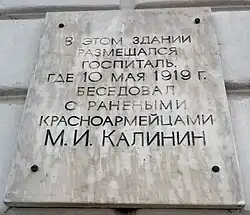 В ЭТОМ ЗДАНИИ
РАЗМЕЩАЛСЯ
ГОСПИТАЛЬ,
ГДЕ 10 МАЯ 1919 Г.
БЕСЕДОВАЛ
С РАНЕНЫМИ
КРАСНОАРМЕЙЦАМИ
М. И. КАЛИНИН